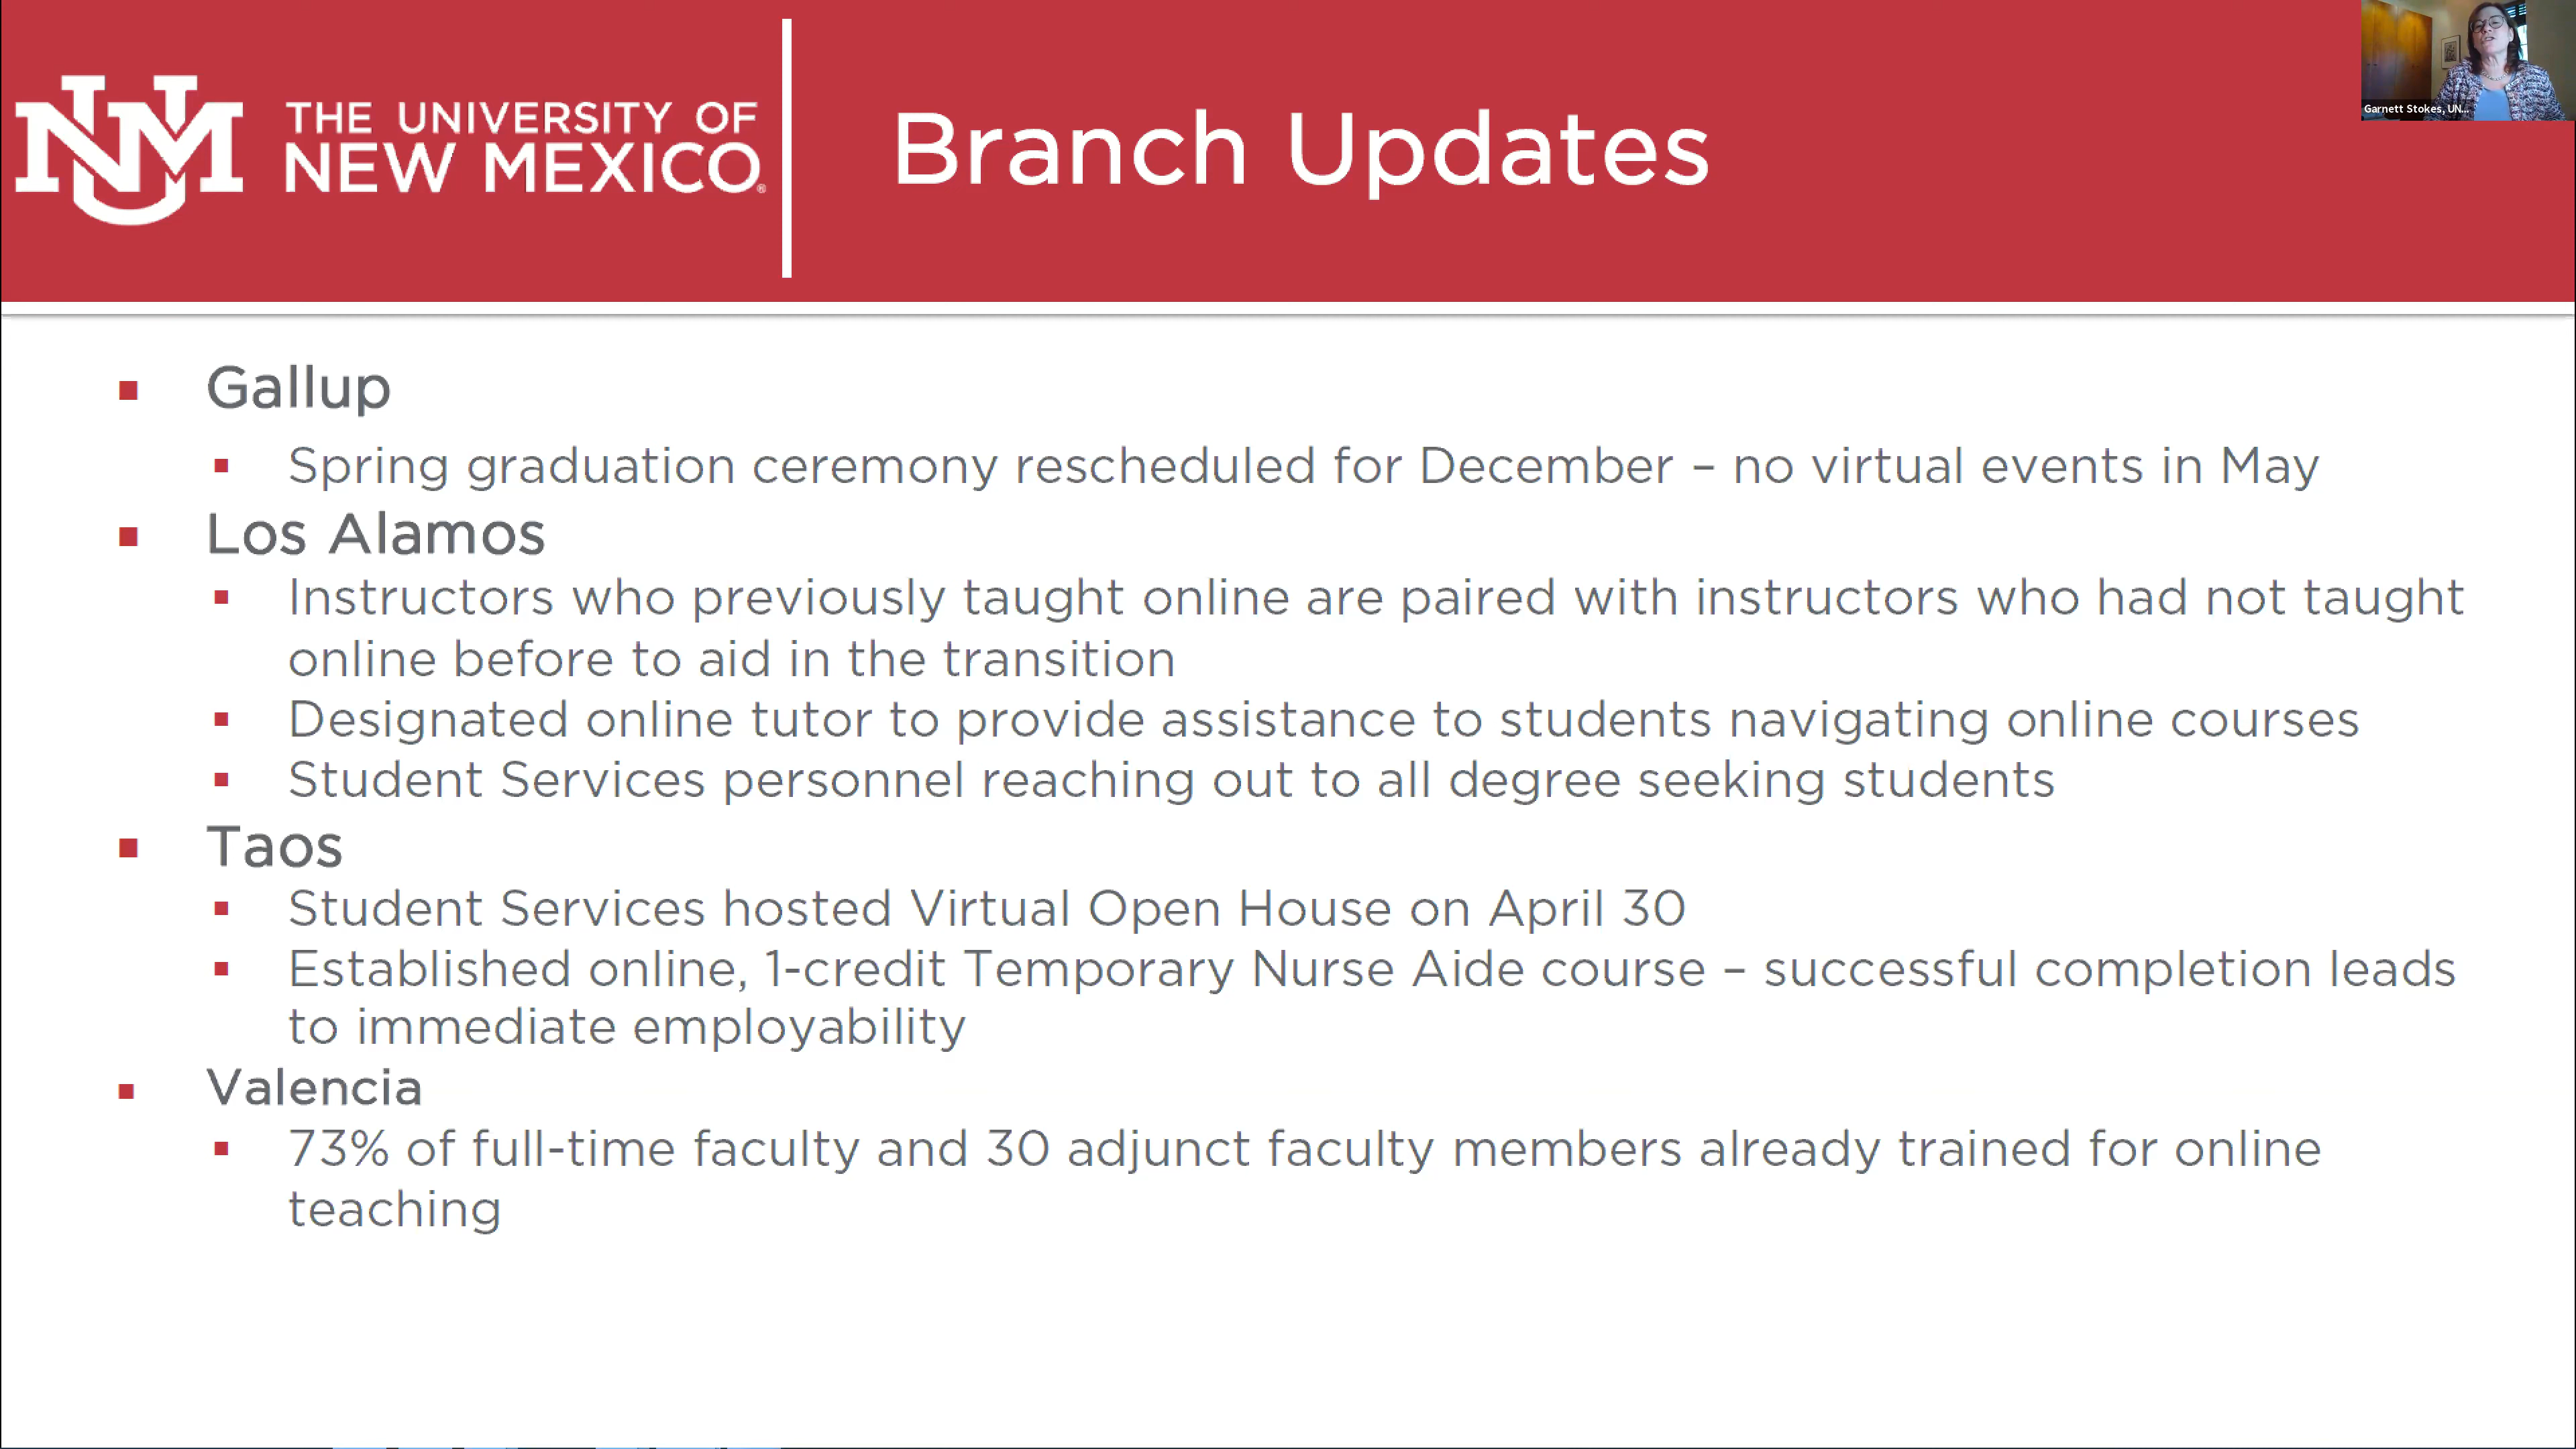 UNM
THE UNIVERSITY OF
NEW MEXICO®
Branch Updates
Garnett Stokes, UN...
▪ Gallup
▪ Spring graduation ceremony rescheduled for December – no virtual events in May
▪ Los Alamos
▪ Instructors who previously taught online are paired with instructors who had not taught
online before to aid in the transition
▪ Designated online tutor to provide assistance to students navigating online courses
▪ Student Services personnel reaching out to all degree seeking students
▪ Taos
▪ Student Services hosted Virtual Open House on April 30
▪ Established online, 1-credit Temporary Nurse Aide course – successful completion leads
to immediate employability
▪ Valencia
▪ 73% of full-time faculty and 30 adjunct faculty members already trained for online
teaching